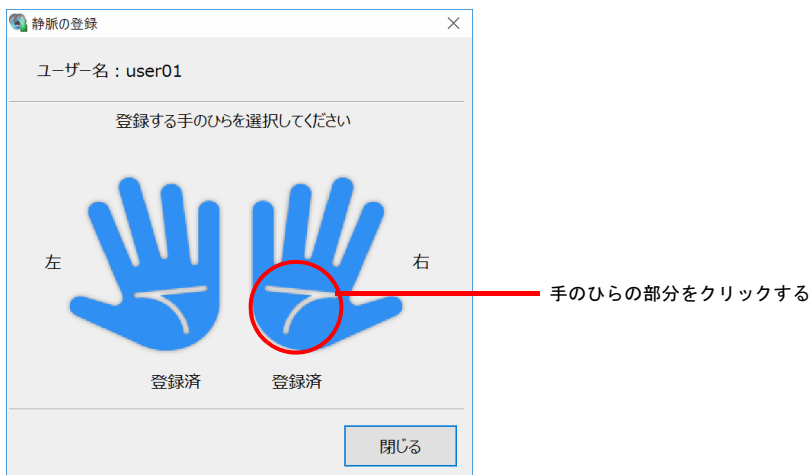 静脈の登録
ユーザー名：user01
登録する手のひらを選択してください
左
右
手のひらの部分をクリックする
登録済
登録済
閉じる